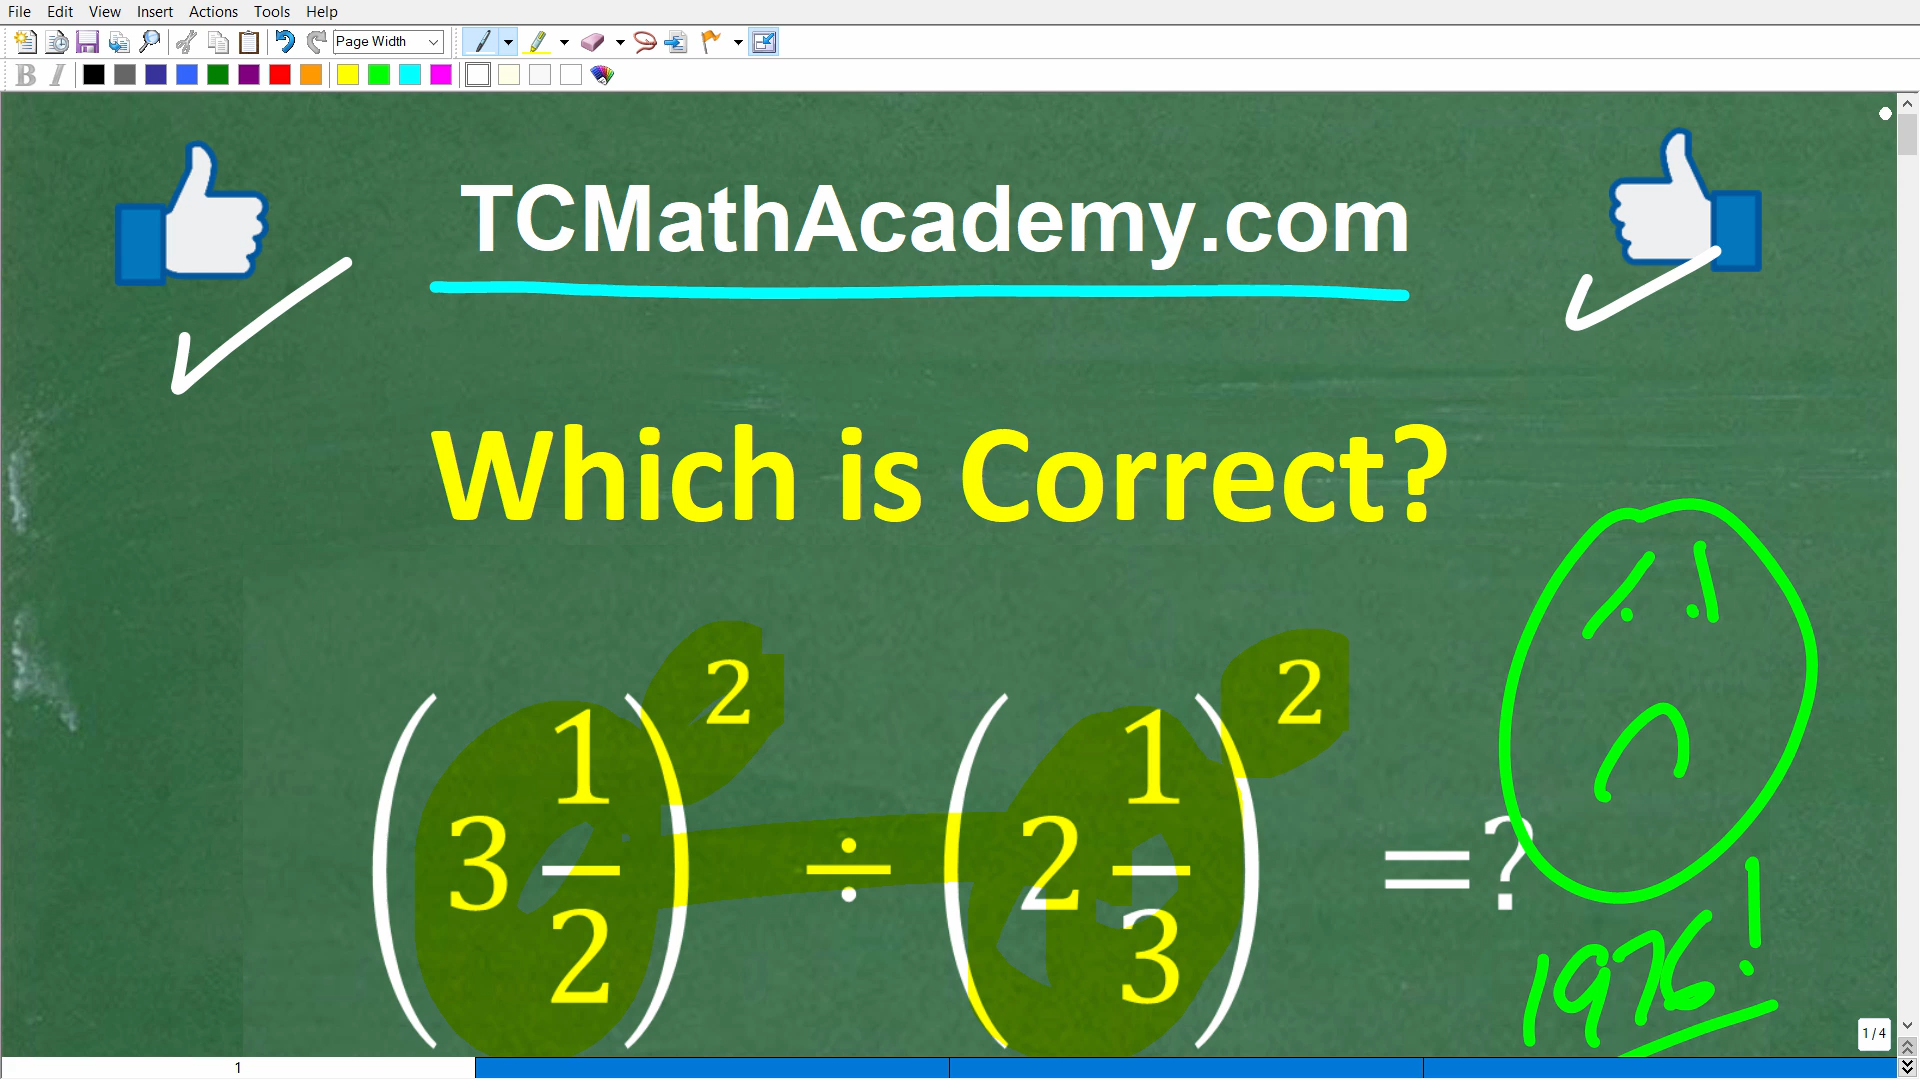 File Edit View Insert Actions Tools Help
Page Width
B I
TCMathAcademy.com
Which is Correct?
(3 1/2)² ÷ (2 1/3)² =?
1976!
1 / 4
1